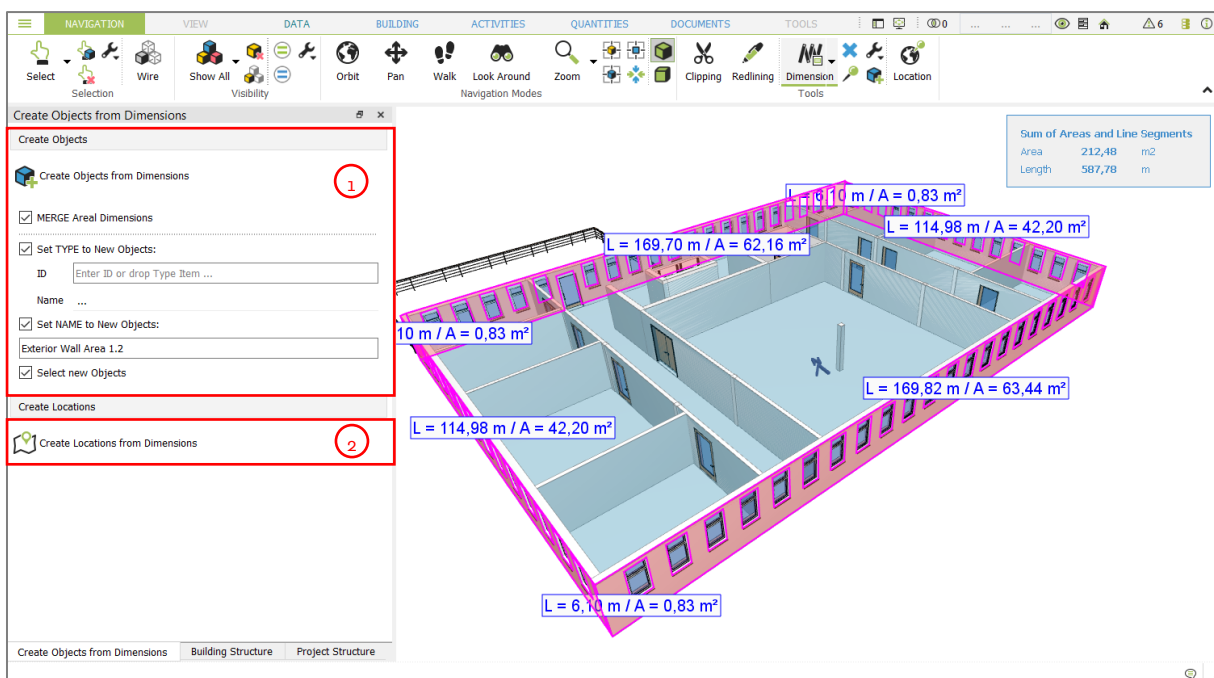 NAVIGATION VIEW DATA BUILDING ACTIVITIES QUANTITIES DOCUMENTS TOOLS 0 ... ... ... 6
Select Wire Show All Orbit Pan Walk Look Around Zoom Clipping Redlining Dimension Location
Selection Visibility Navigation Modes Tools
Create Objects from Dimensions
Create Objects
Create Objects from Dimensions
1
MERGE Areal Dimensions
Set TYPE to New Objects:
ID Enter ID or drop Type Item ...
Name ...
Set NAME to New Objects:
Exterior Wall Area 1.2
Select new Objects
Create Locations
Create Locations from Dimensions
2
Create Objects from Dimensions Building Structure Project Structure
Sum of Areas and Line Segments
Area 212,48 m2
Length 587,78 m
L = 6,10 m / A = 0,83 m²
L = 114,98 m / A = 42,20 m²
L = 169,70 m / A = 62,16 m²
10 m / A = 0,83 m²
L = 169,82 m / A = 63,44 m²
L = 114,98 m / A = 42,20 m²
L = 6,10 m / A = 0,83 m²